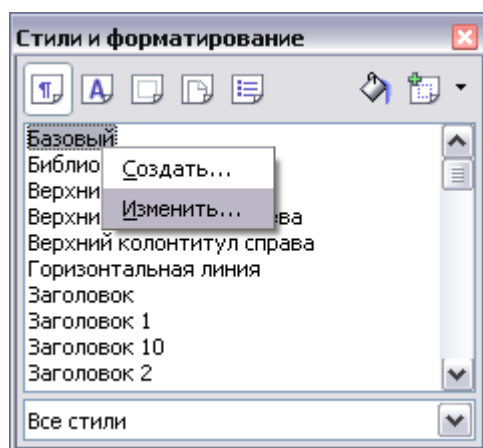 Стили и форматирование
Базовый
Библио
Создать...
Верхни
Изменить...
Верхний ева
Верхний колонтитул справа
Горизонтальная линия
Заголовок
Заголовок 1
Заголовок 10
Заголовок 2
Все стили